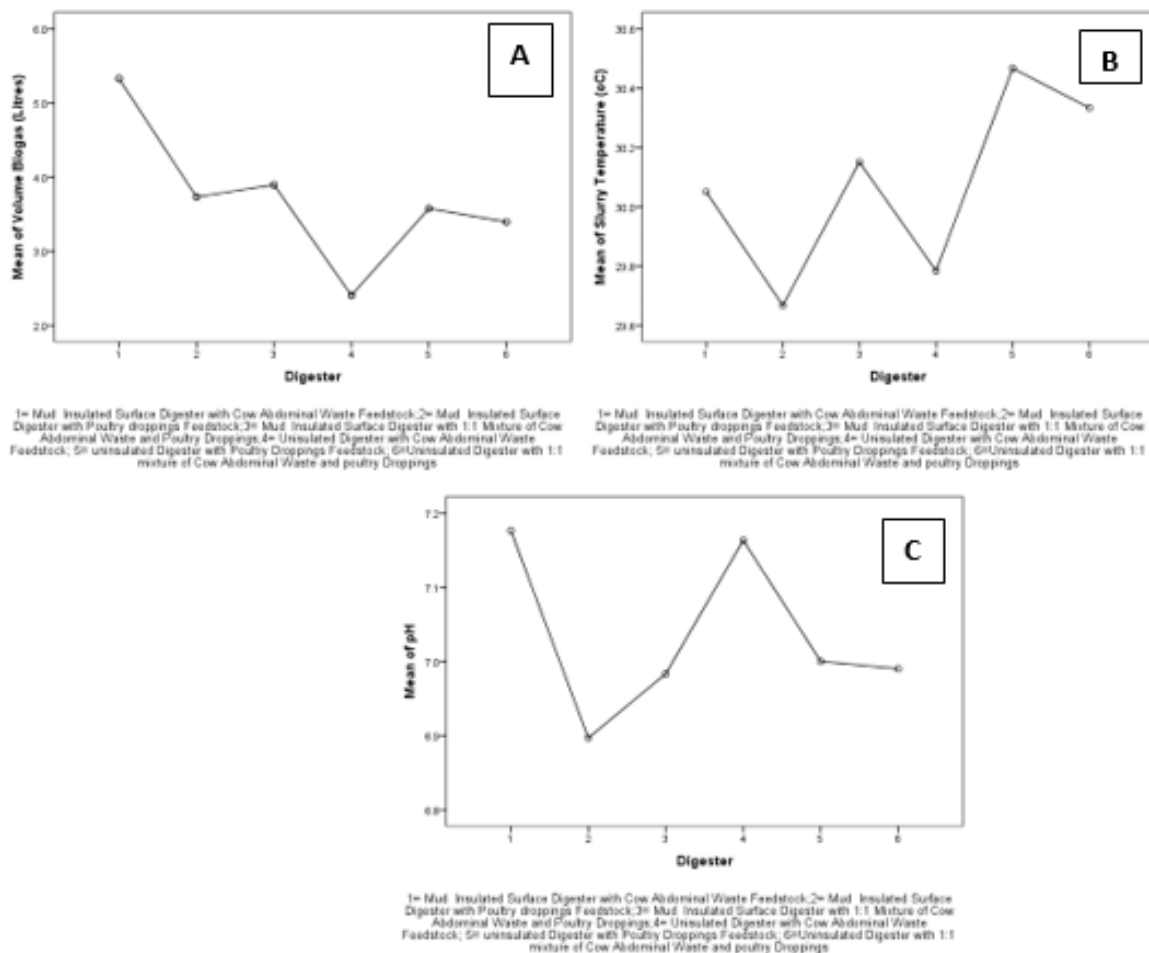 A
Mean of Volume Biogas (Litres)
6.0
5.0
4.0
3.0
2.0
1 2 3 4 5 6
Digester
1= Mud Insulated Surface Digester with Cow Abdominal Waste Feedstock;2= Mud Insulated Surface
Digester with Poultry droppings Feedstock;3= Mud Insulated Surface Digester with 1:1 Mixture of Cow
Abdominal Waste and Poultry Droppings;4= Unisulated Digester with Cow Abdominal Waste
Feedstock; 5= uninsulated Digester with Poultry Droppings Feedstock; 6=Uninsulated Digester with 1:1
mixture of Cow Abdominal Waste and poultry Droppings
B
Mean of Slurry Temperature (oC)
30.6
30.4
30.2
30.0
29.8
29.6
1 2 3 4 5 6
Digester
1= Mud Insulated Surface Digester with Cow Abdominal Waste Feedstock;2= Mud Insulated Surface
Digester with Poultry droppings Feedstock;3= Mud Insulated Surface Digester with 1:1 Mixture of Cow
Abdominal Waste and Poultry Droppings;4= Unisulated Digester with Cow Abdominal Waste
Feedstock; 5= uninsulated Digester with Poultry Droppings Feedstock; 6=Uninsulated Digester with 1:1
mixture of Cow Abdominal Waste and poultry Droppings
C
Mean of pH
7.2
7.1
7.0
6.9
6.8
1 2 3 4 5 6
Digester
1= Mud Insulated Surface Digester with Cow Abdominal Waste Feedstock;2= Mud Insulated Surface
Digester with Poultry droppings Feedstock;3= Mud Insulated Surface Digester with 1:1 Mixture of Cow
Abdominal Waste and Poultry Droppings;4= Unisulated Digester with Cow Abdominal Waste
Feedstock; 5= uninsulated Digester with Poultry Droppings Feedstock; 6=Uninsulated Digester with 1:1
mixture of Cow Abdominal Waste and poultry Droppings